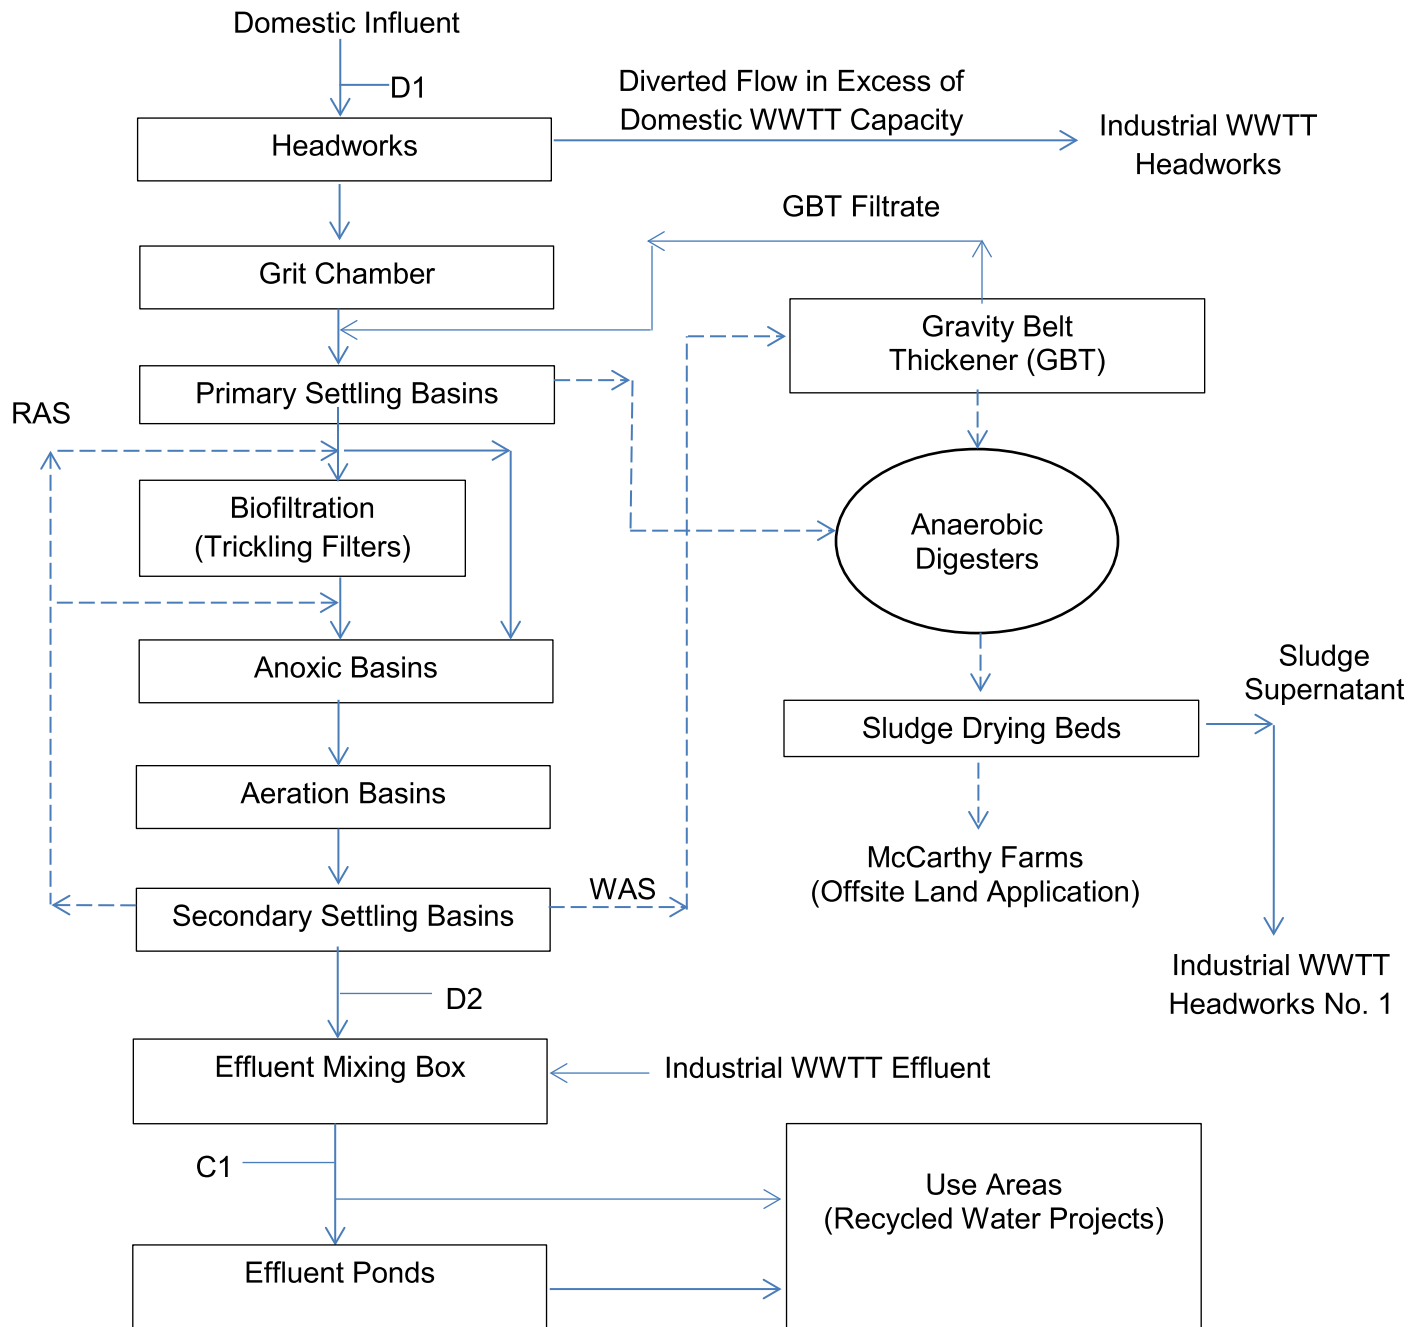 Domestic Influent
D1
Diverted Flow in Excess of
Domestic WWTT Capacity
Industrial WWTT
Headworks
Headworks
GBT Filtrate
Grit Chamber
Gravity Belt
Thickener (GBT)
Primary Settling Basins
RAS
Biofiltration
(Trickling Filters)
Anaerobic
Digesters
Anoxic Basins
Sludge
Supernatant
Sludge Drying Beds
Aeration Basins
McCarthy Farms
(Offsite Land Application)
WAS
Secondary Settling Basins
Industrial WWTT
Headworks No. 1
D2
Effluent Mixing Box
Industrial WWTT Effluent
C1
Use Areas
(Recycled Water Projects)
Effluent Ponds